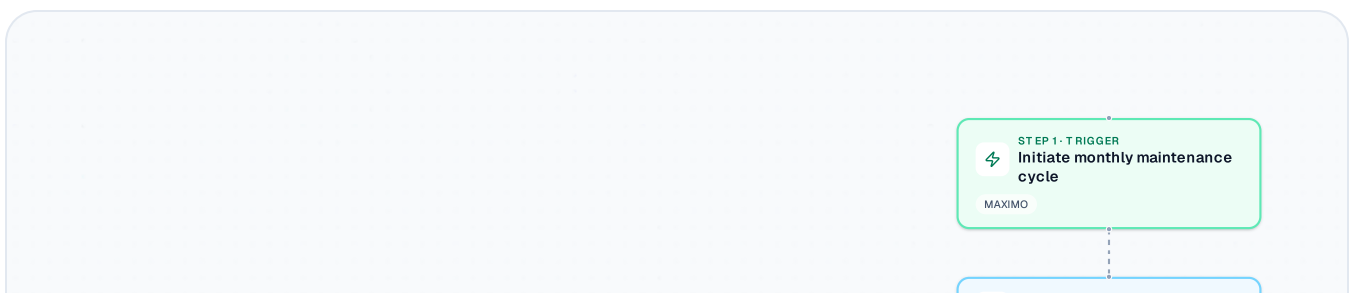 STEP 1 · TRIGGER
Initiate monthly maintenance
cycle
MAXIMO